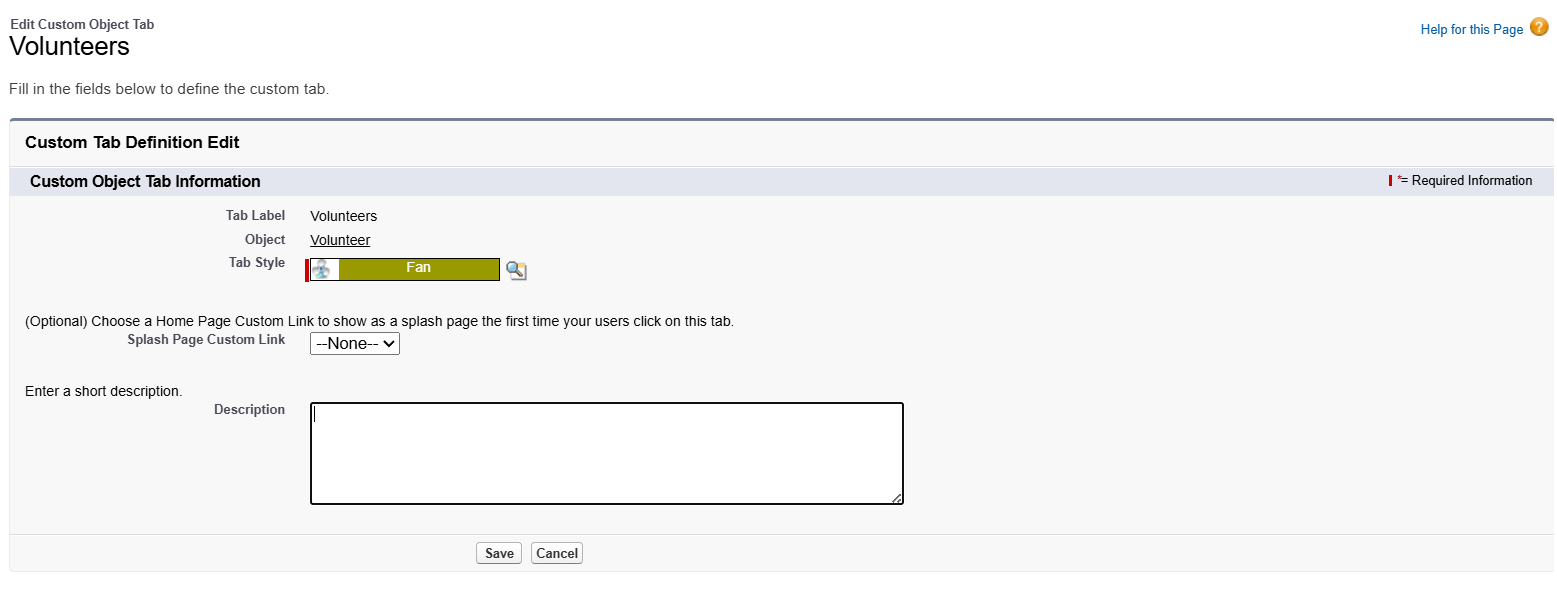 Edit Custom Object Tab
Volunteers
Help for this Page ?
Fill in the fields below to define the custom tab.
Custom Tab Definition Edit
Custom Object Tab Information
*= Required Information
Tab Label Volunteers
Object Volunteer
Tab Style Fan
(Optional) Choose a Home Page Custom Link to show as a splash page the first time your users click on this tab.
Splash Page Custom Link --None--
Enter a short description.
Description
Save Cancel